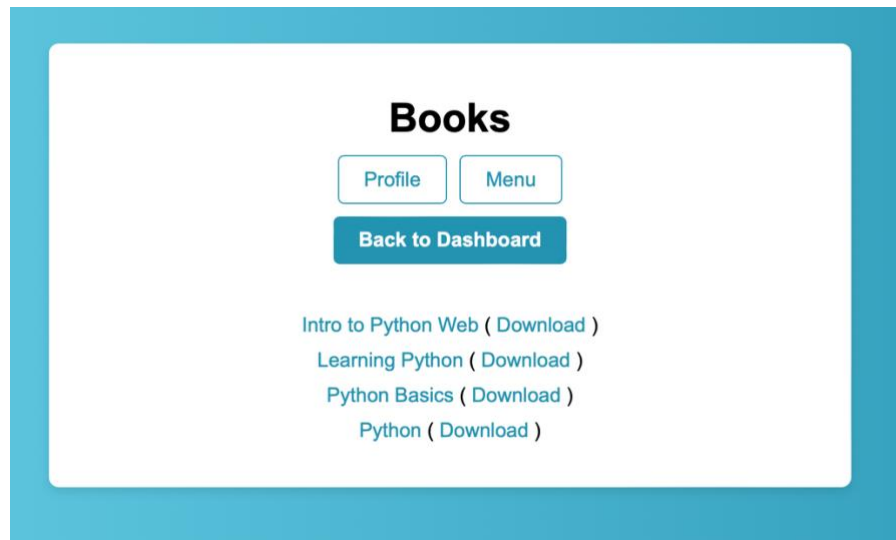 Books
Profile Menu
Back to Dashboard
Intro to Python Web ( Download )
Learning Python ( Download )
Python Basics ( Download )
Python ( Download )